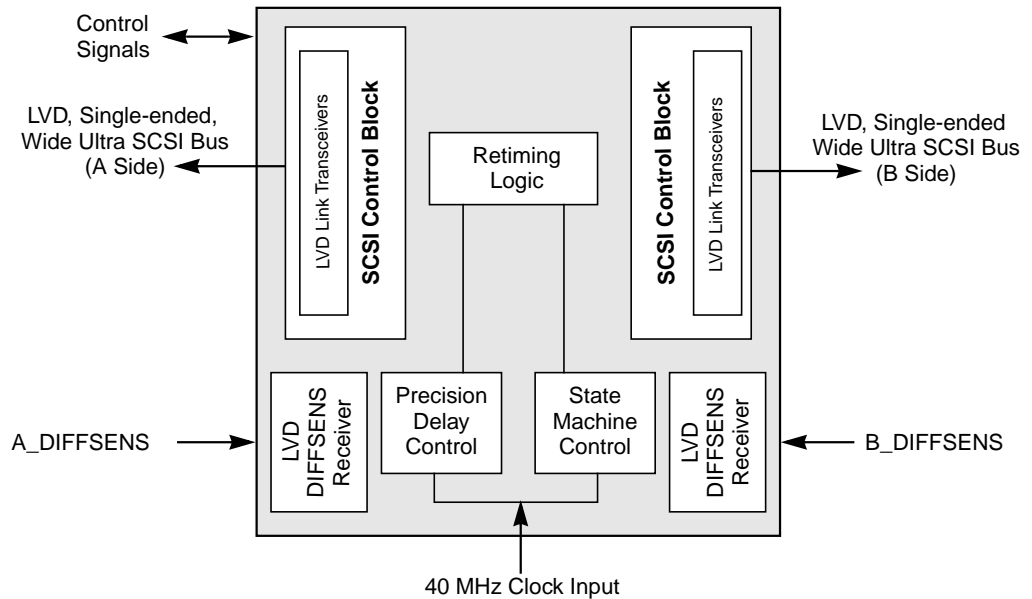 Control
Signals
LVD, Single-ended,
Wide Ultra SCSI Bus
(A Side)
LVD Link Transceivers
SCSI Control Block
Retiming
Logic
SCSI Control Block
LVD Link Transceivers
LVD, Single-ended
Wide Ultra SCSI Bus
(B Side)
A_DIFFSENS
LVD
DIFFSENS
Receiver
Precision
Delay
Control
State
Machine
Control
LVD
DIFFSENS
Receiver
B_DIFFSENS
40 MHz Clock Input